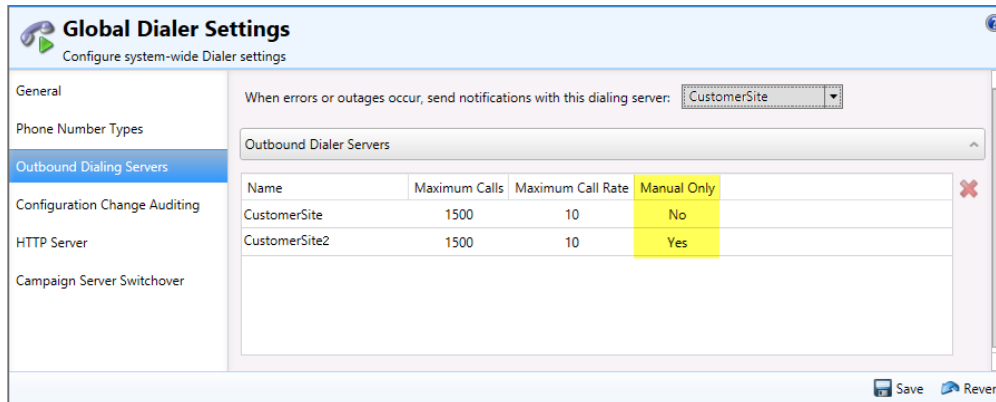 Global Dialer Settings
Configure system-wide Dialer settings
General
Phone Number Types
Outbound Dialing Servers
Configuration Change Auditing
HTTP Server
Campaign Server Switchover
When errors or outages occur, send notifications with this dialing server: CustomerSite
Outbound Dialer Servers
Name Maximum Calls Maximum Call Rate Manual Only
CustomerSite 1500 10 No
CustomerSite2 1500 10 Yes
Save Rever